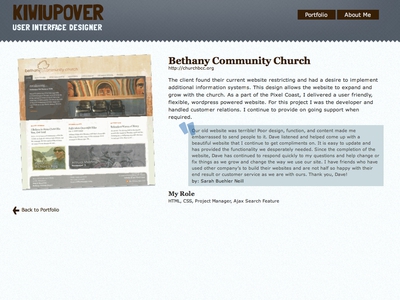 KIWIUPOVER
USER INTERFACE DESIGNER
Portfolio
About Me
Bethany Community Church
http://churchbcc.org
The client found their current website restricting and had a desire to implement
additional information systems. This design allows the website to expand and
grow with the church. As a part of the Pixel Coast, I delivered a user friendly,
flexible, wordpress powered website. For this project I was the developer and
handled customer relations. I continue to provide on going support when
required.
Our old website was terrible! Poor design, function, and content made me
embarrassed to send people to it. Dave listened and helped come up with a
beautiful website that I continue to get compliments on. It is easy to update and
has provided the functionality we desperately needed. Since the completion of the
website, Dave has continued to respond quickly to my questions and help change or
fix things as we grow and change the way we use our site. I have friends who have
used other company's to build their websites and are not half so happy with their
end result or customer service as we are with ours. Thank you, Dave!
by: Sarah Buehler Neill
My Role
HTML, CSS, Project Manager, Ajax Search Feature
Back to Portfolio